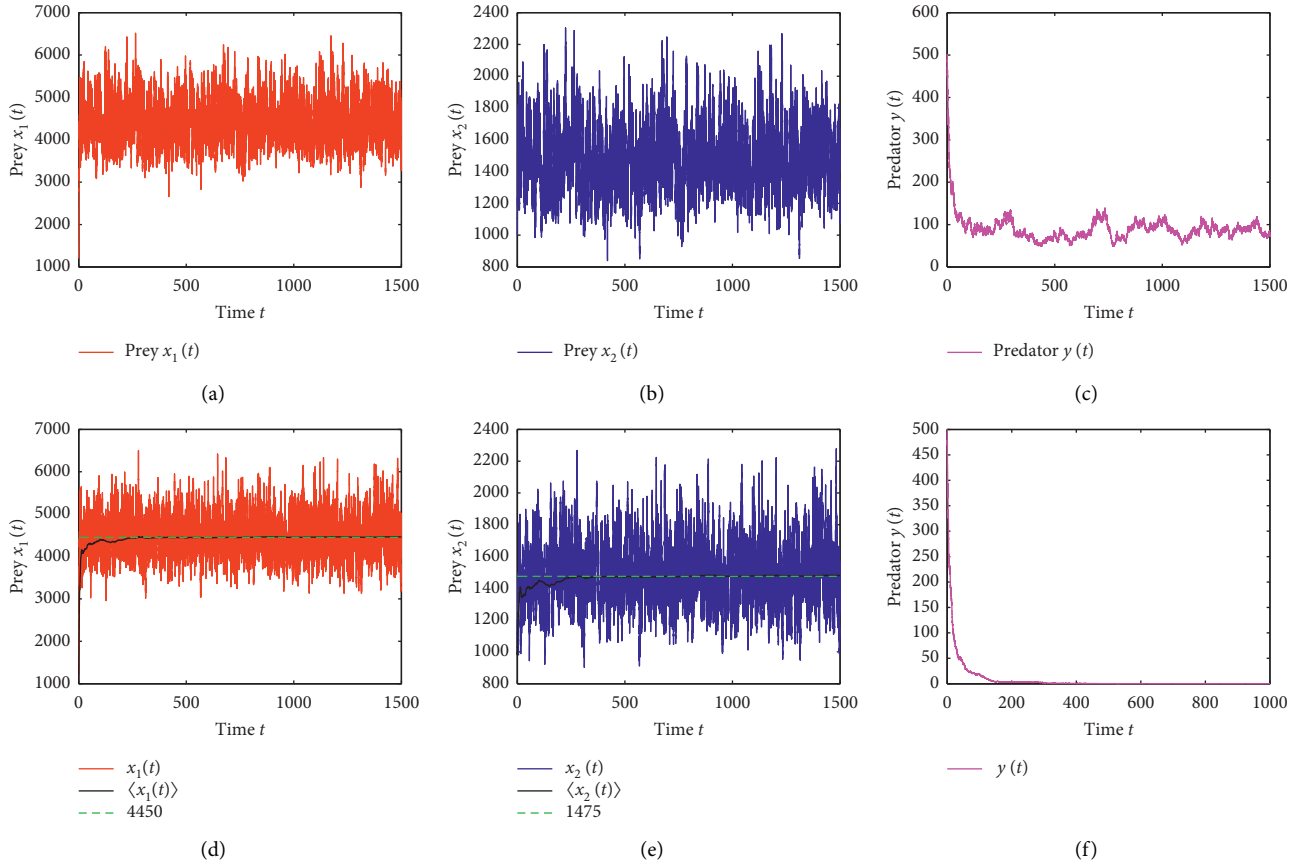 7000
6000
5000
4000
3000
2000
1000
Prey x₁(t)
0 500 1000 1500
Time t
Prey x₁(t)
(a)
2400
2200
2000
1800
1600
1400
1200
1000
800
Prey x₂(t)
0 500 1000 1500
Time t
Prey x₂(t)
(b)
600
500
400
300
200
100
0
Predator y(t)
0 500 1000 1500
Time t
Predator y(t)
(c)
7000
6000
5000
4000
3000
2000
1000
Prey x₁(t)
0 500 1000 1500
Time t
x₁(t)
⟨x₁(t)⟩
4450
(d)
2400
2200
2000
1800
1600
1400
1200
1000
800
Prey x₂(t)
0 500 1000 1500
Time t
x₂(t)
⟨x₂(t)⟩
1475
(e)
500
450
400
350
300
250
200
150
100
50
0
Predator y(t)
0 200 400 600 800 1000
Time t
y(t)
(f)